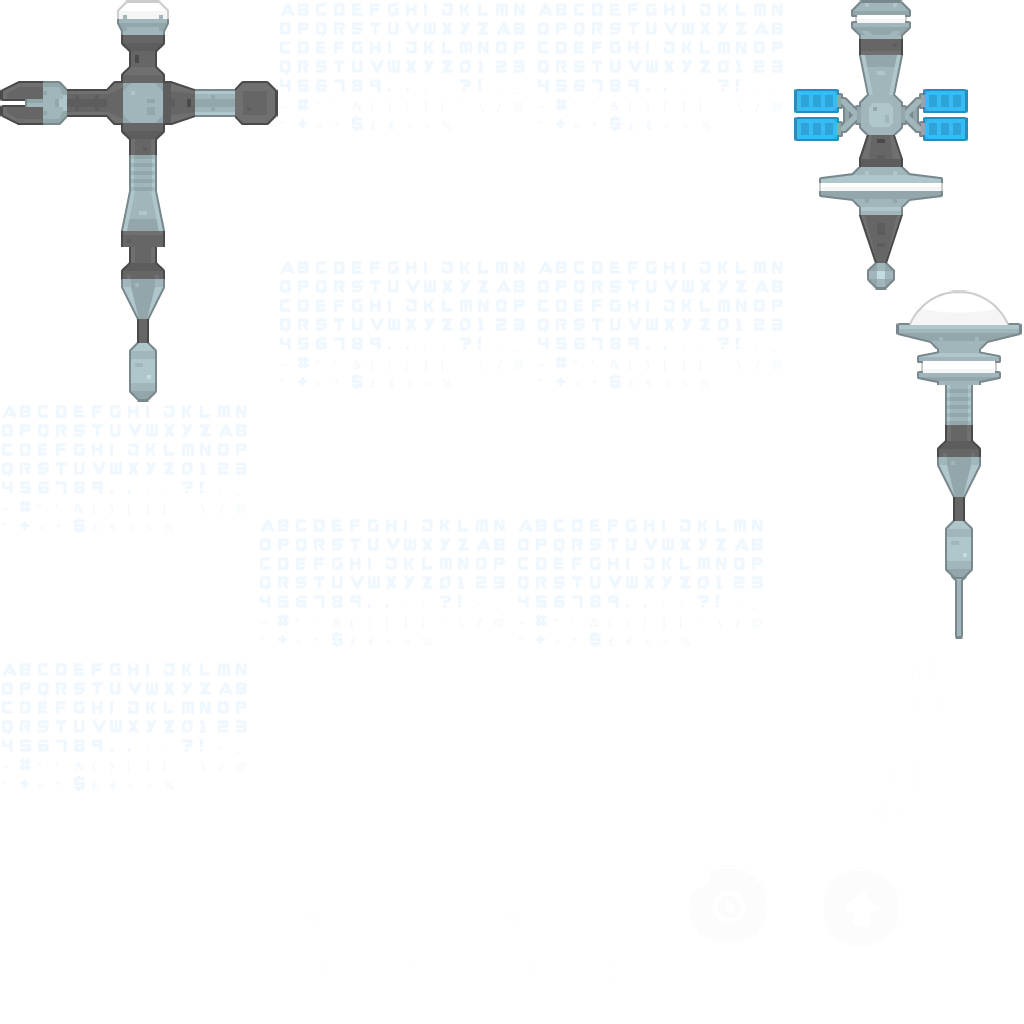 ABCDEFGHIJKLMN
OPQRSTUVWXYZAB
CDEFGHIJKLMNOP
QRSTUVWXYZ0123
456789., ?!
- # & ( ) \ / @
+ $ %
ABCDEFGHIJKLMN
OPQRSTUVWXYZAB
CDEFGHIJKLMNOP
QRSTUVWXYZ0123
456789., ?!
- # & ( ) \ / @
+ $ %
ABCDEFGHIJKLMN
OPQRSTUVWXYZAB
CDEFGHIJKLMNOP
QRSTUVWXYZ0123
456789., ?!
- # & ( ) \ / @
+ $ %
ABCDEFGHIJKLMN
OPQRSTUVWXYZAB
CDEFGHIJKLMNOP
QRSTUVWXYZ0123
456789., ?!
- # & ( ) \ / @
+ $ %
ABCDEFGHIJKLMN
OPQRSTUVWXYZAB
CDEFGHIJKLMNOP
QRSTUVWXYZ0123
456789., ?!
- # & ( ) \ / @
+ $ %
ABCDEFGHIJKLMN
OPQRSTUVWXYZAB
CDEFGHIJKLMNOP
QRSTUVWXYZ0123
456789., ?!
- # & ( ) \ / @
+ $ %
ABCDEFGHIJKLMN
OPQRSTUVWXYZAB
CDEFGHIJKLMNOP
QRSTUVWXYZ0123
456789., ?!
- # & ( ) \ / @
+ $ %
ABCDEFGHIJKLMN
OPQRSTUVWXYZAB
CDEFGHIJKLMNOP
QRSTUVWXYZ0123
456789., ?!
- # & ( ) \ / @
+ $ %